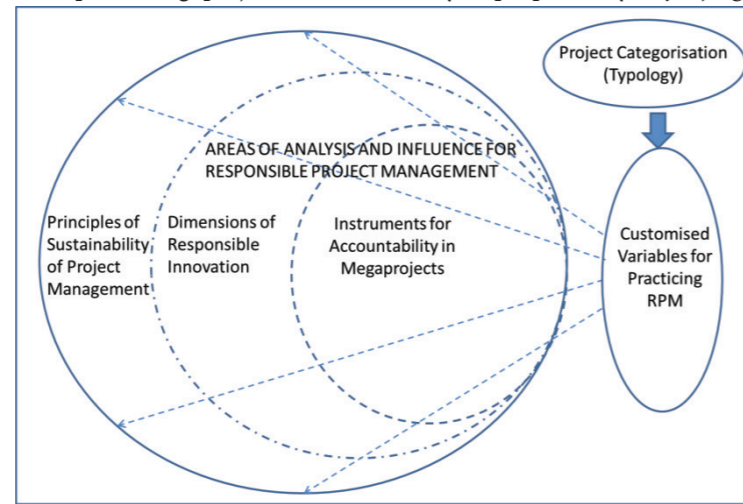 Project Categorisation
(Typology)
AREAS OF ANALYSIS AND INFLUENCE FOR
RESPONSIBLE PROJECT MANAGEMENT
Principles of
Sustainability
of Project
Management
Dimensions of
Responsible
Innovation
Instruments for
Accountability in
Megaprojects
Customised
Variables for
Practicing
RPM